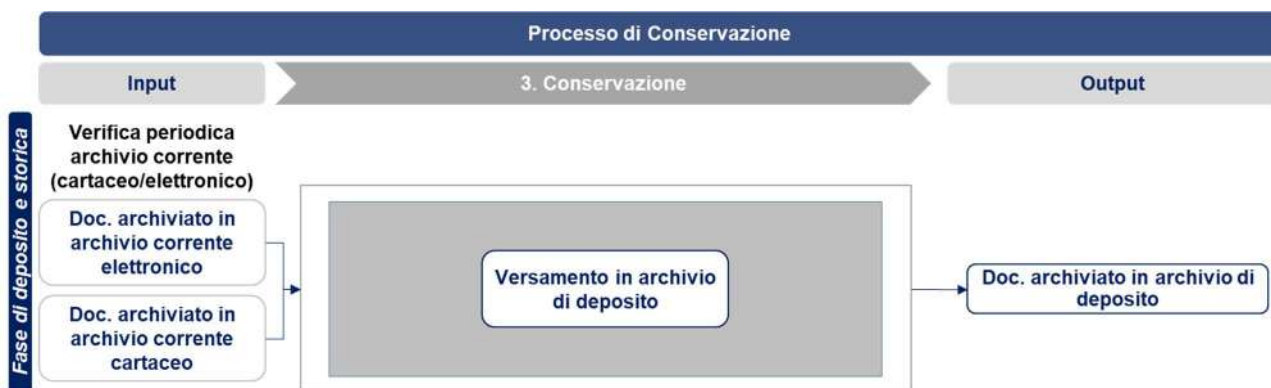 Processo di Conservazione
Input
3. Conservazione
Output
Fase di deposito e storica
Verifica periodica
archivio corrente
(cartaceo/elettronico)
Doc. archiviato in
archivio corrente
elettronico
Doc. archiviato in
archivio corrente
cartaceo
Versamento in archivio
di deposito
Doc. archiviato in archivio di
deposito